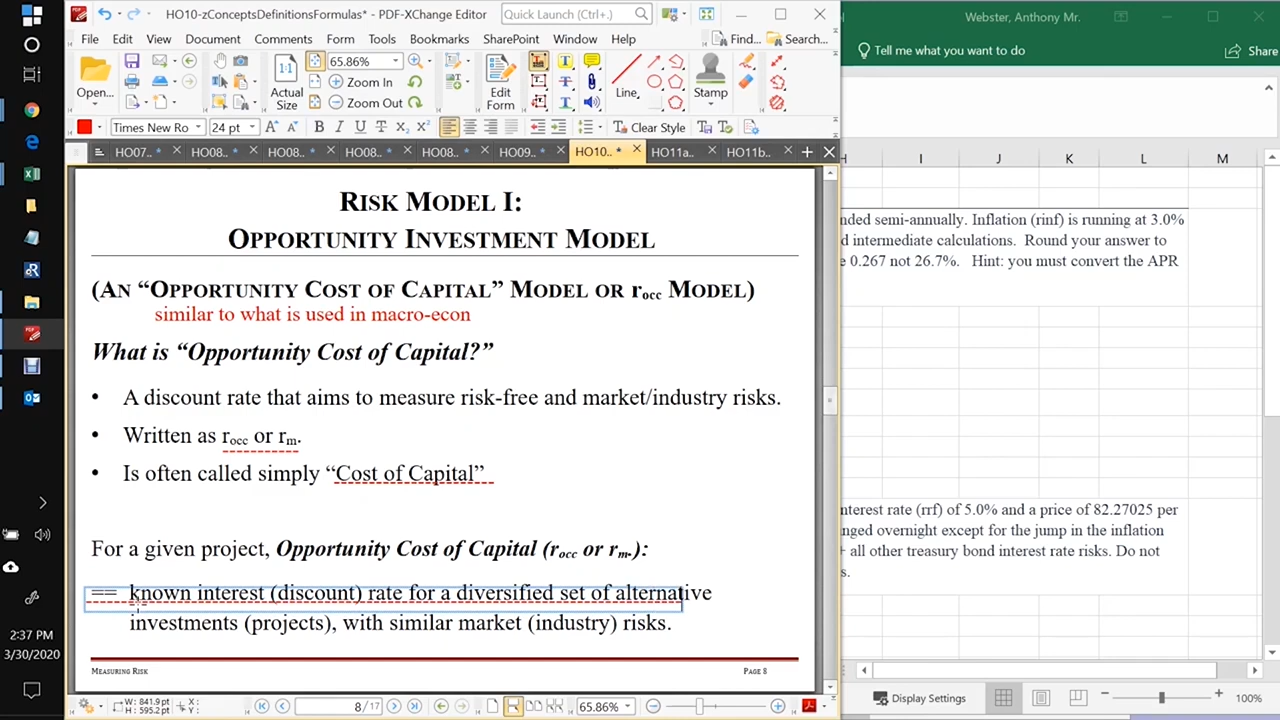 HO10-zConceptsDefinitionsFormulas* - PDF-XChange Editor
Quick Launch (Ctrl+.)
Webster, Anthony Mr.
File Edit View Document Comments Form Tools Bookmarks SharePoint Window Help
Find...
Search...
Tell me what you want to do
Share
Open...
1:1
Actual Size
65.86%
Zoom In
Zoom Out
Edit Form
Line,
Stamp
Times New Ro
24 pt
Clear Style
HO07.. *
HO08.. *
HO08.. *
HO08.. *
HO08.. *
HO09.. *
HO10.. *
HO11a..
HO11b..
H I J K L M
RISK MODEL I:
OPPORTUNITY INVESTMENT MODEL
(AN “OPPORTUNITY COST OF CAPITAL” MODEL OR rocc MODEL)
similar to what is used in macro-econ
What is “Opportunity Cost of Capital?”
• A discount rate that aims to measure risk-free and market/industry risks.
• Written as rocc or rm.
• Is often called simply “Cost of Capital”
For a given project, Opportunity Cost of Capital (rocc or rm.):
== known interest (discount) rate for a diversified set of alternative
investments (projects), with similar market (industry) risks.
MEASURING RISK
PAGE 8
nded semi-annually. Inflation (rinf) is running at 3.0%
d intermediate calculations. Round your answer to
e 0.267 not 26.7%. Hint: you must convert the APR
nterest rate (rrf) of 5.0% and a price of 82.27025 per
nged overnight except for the jump in the inflation
+ all other treasury bond interest rate risks. Do not
s.
W: 841.9pt
H: 595.2pt
X:
Y:
8 / 17
65.86%
Display Settings
100%
2:37 PM
3/30/2020